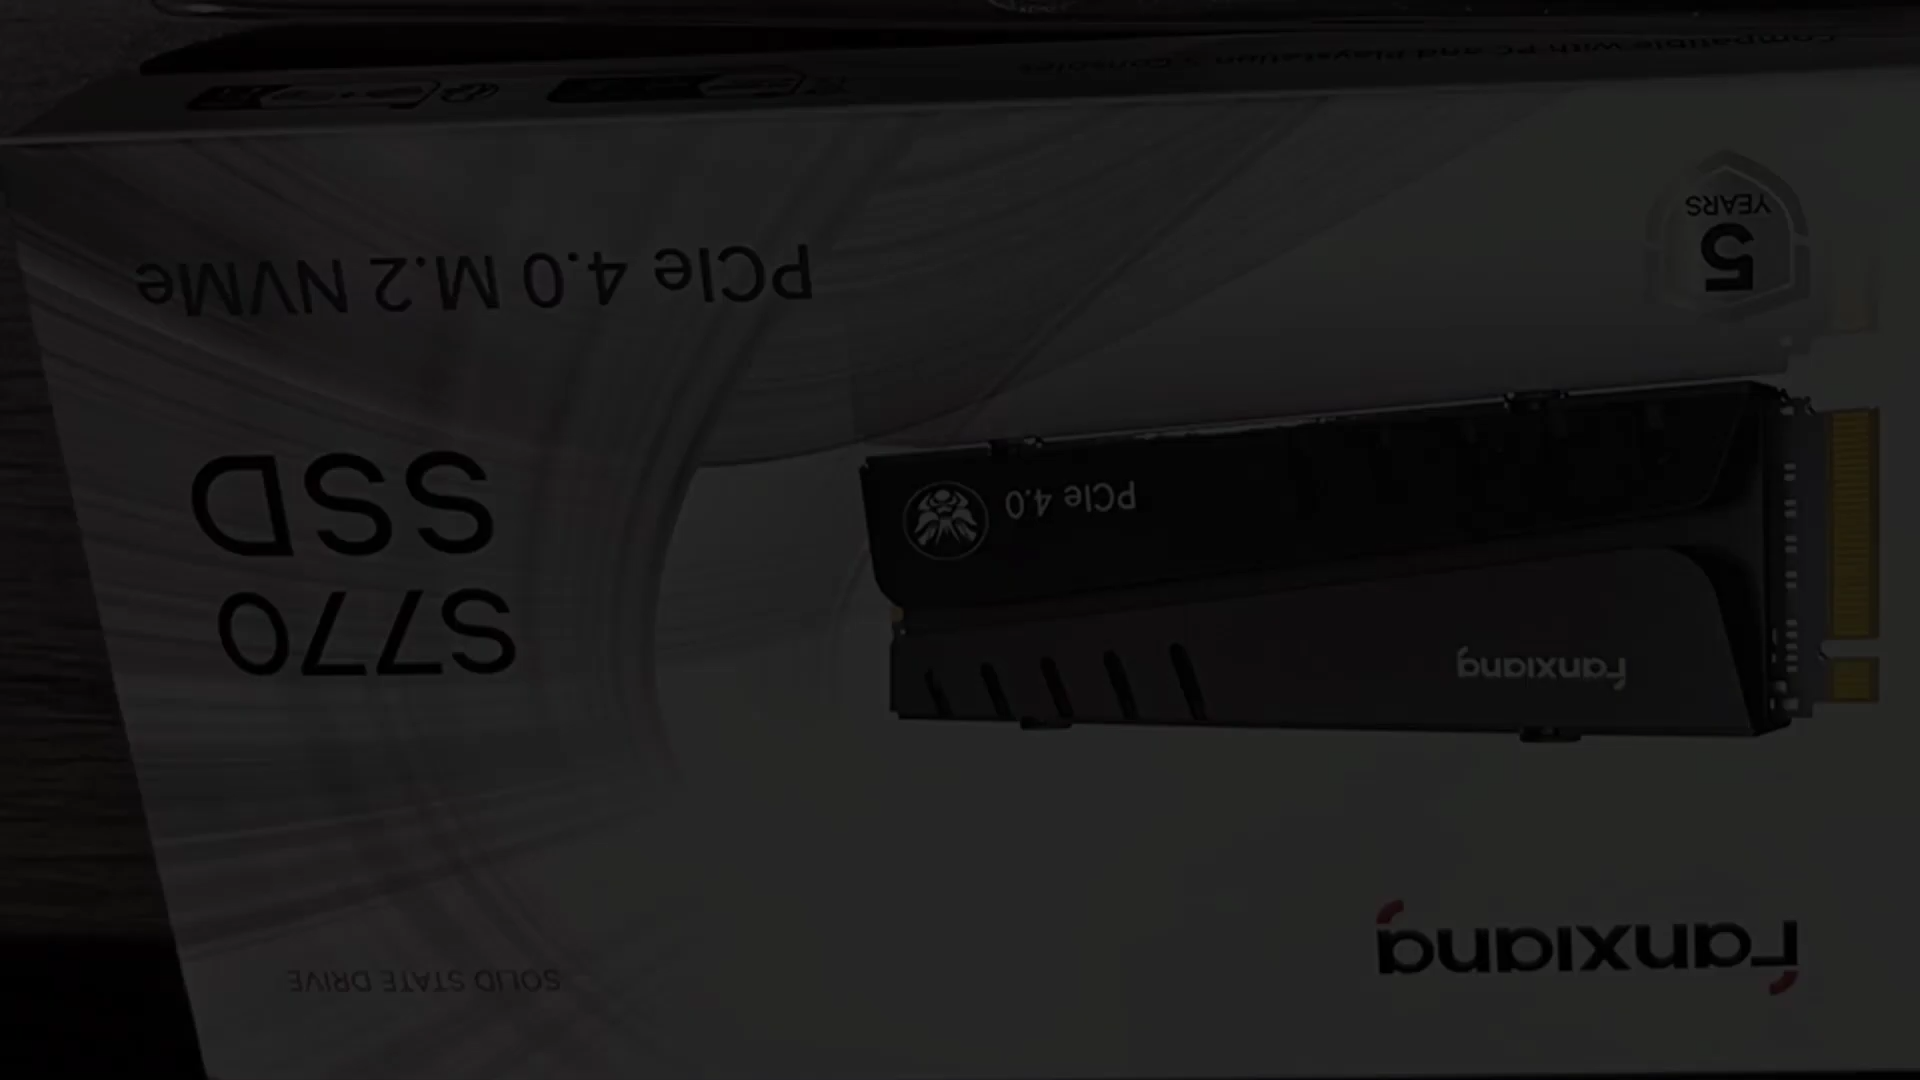 fanxiang
SOLID STATE DRIVE
fanxiang
S770
SSD
PCIe 4.0
PCIe 4.0 M.2 NVMe
5
YEARS
Compatible with PC and Playstation 5 Consoles